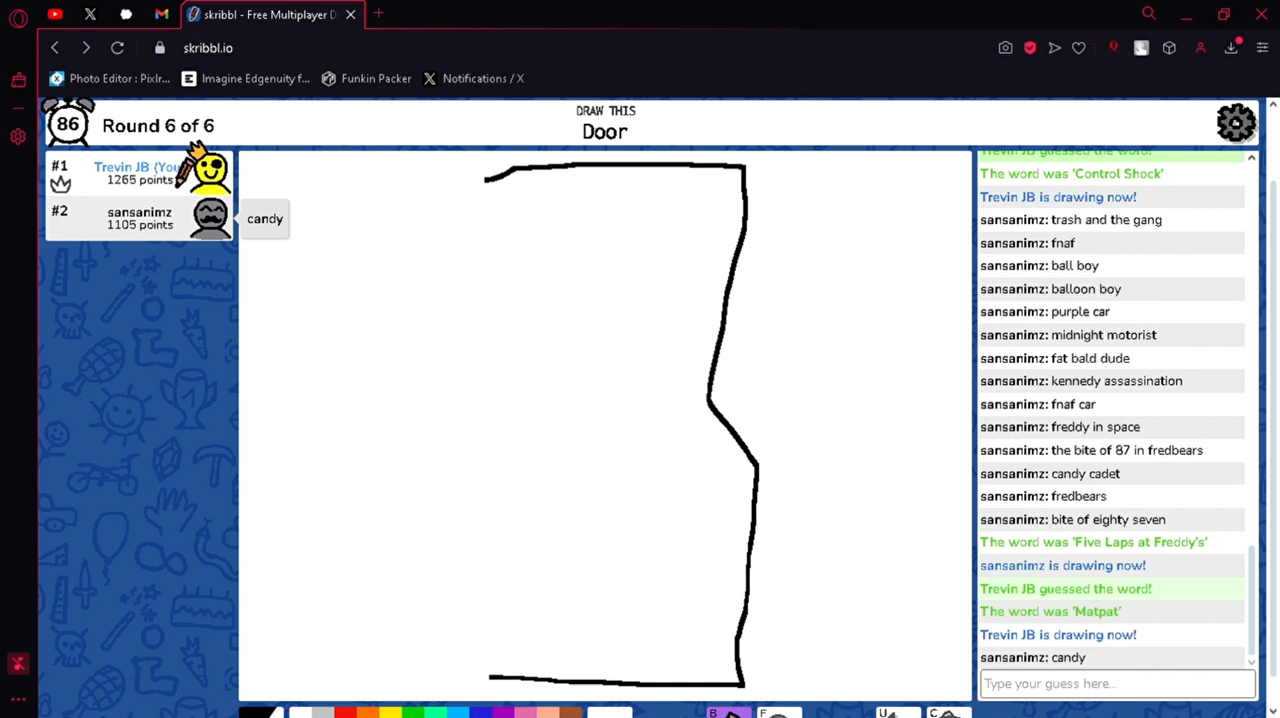 skribbl - Free Multiplayer D
skribbl.io
Photo Editor : Pixlr...
Imagine Edgenuity f...
Funkin Packer
Notifications / X
86
Round 6 of 6
DRAW THIS
Door
#1
Trevin JB (You
1265 points
#2
sansanimz
1105 points
candy
Trevin JB guessed the word!
The word was 'Control Shock'
Trevin JB is drawing now!
sansanimz: trash and the gang
sansanimz: fnaf
sansanimz: ball boy
sansanimz: balloon boy
sansanimz: purple car
sansanimz: midnight motorist
sansanimz: fat bald dude
sansanimz: kennedy assassination
sansanimz: fnaf car
sansanimz: freddy in space
sansanimz: the bite of 87 in fredbears
sansanimz: candy cadet
sansanimz: fredbears
sansanimz: bite of eighty seven
The word was 'Five Laps at Freddy's'
sansanimz is drawing now!
Trevin JB guessed the word!
The word was 'Matpat'
Trevin JB is drawing now!
sansanimz: candy
Type your guess here...
B
F
U
C